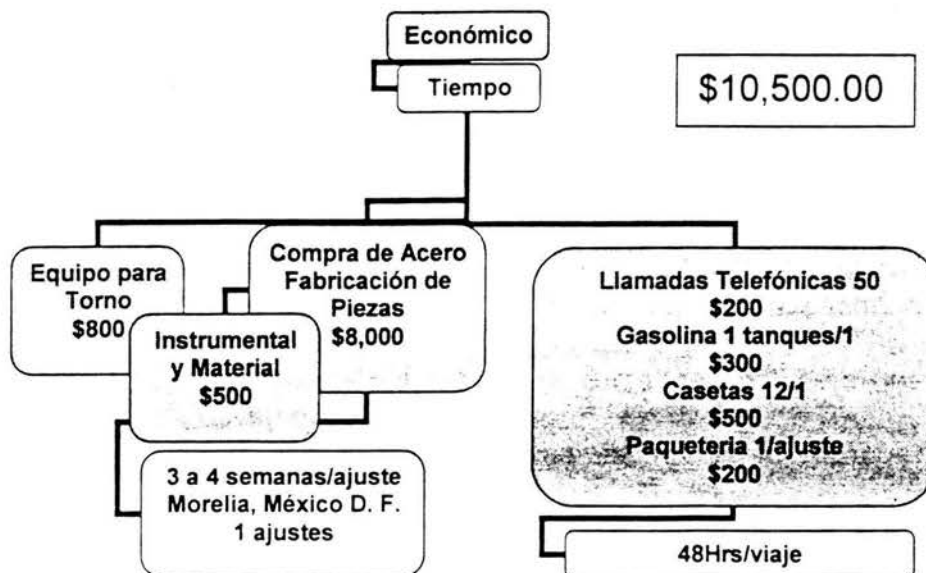 Económico
Tiempo
$10,500.00
Equipo para
Torno
$800
Instrumental
y Material
$500
Compra de Acero
Fabricación de
Piezas
$8,000
3 a 4 semanas/ajuste
Morelia, México D. F.
1 ajustes
Llamadas Telefónicas 50
$200
Gasolina 1 tanques/1
$300
Casetas 12/1
$500
Paqueteria 1/ajuste
$200
48Hrs/viaje